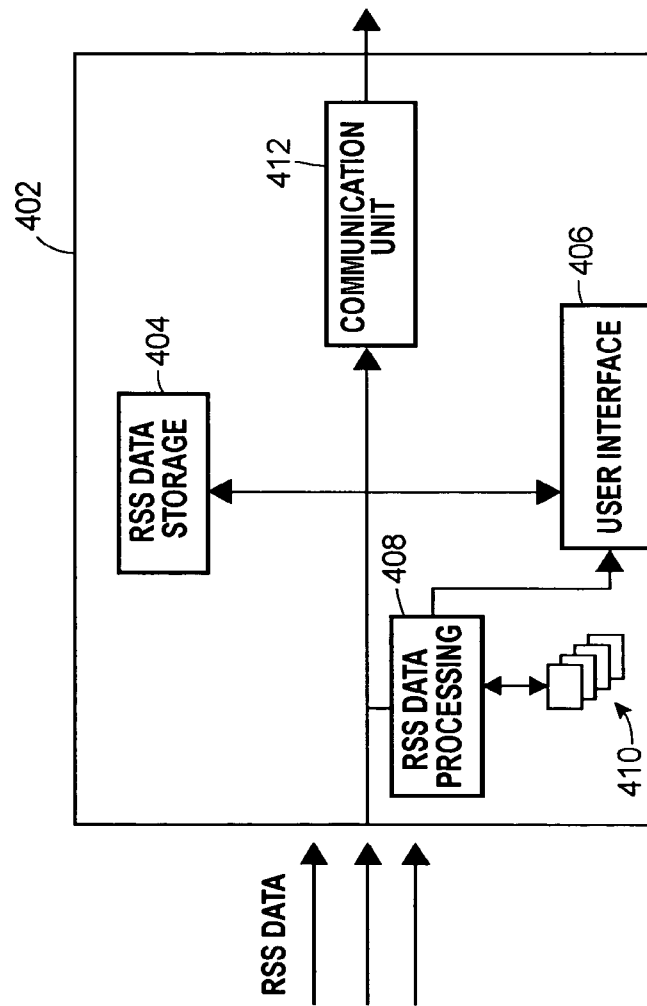 402
RSS DATA
STORAGE
404
412
COMMUNICATION
UNIT
RSS DATA
RSS DATA
PROCESSING
408
410
USER INTERFACE
406